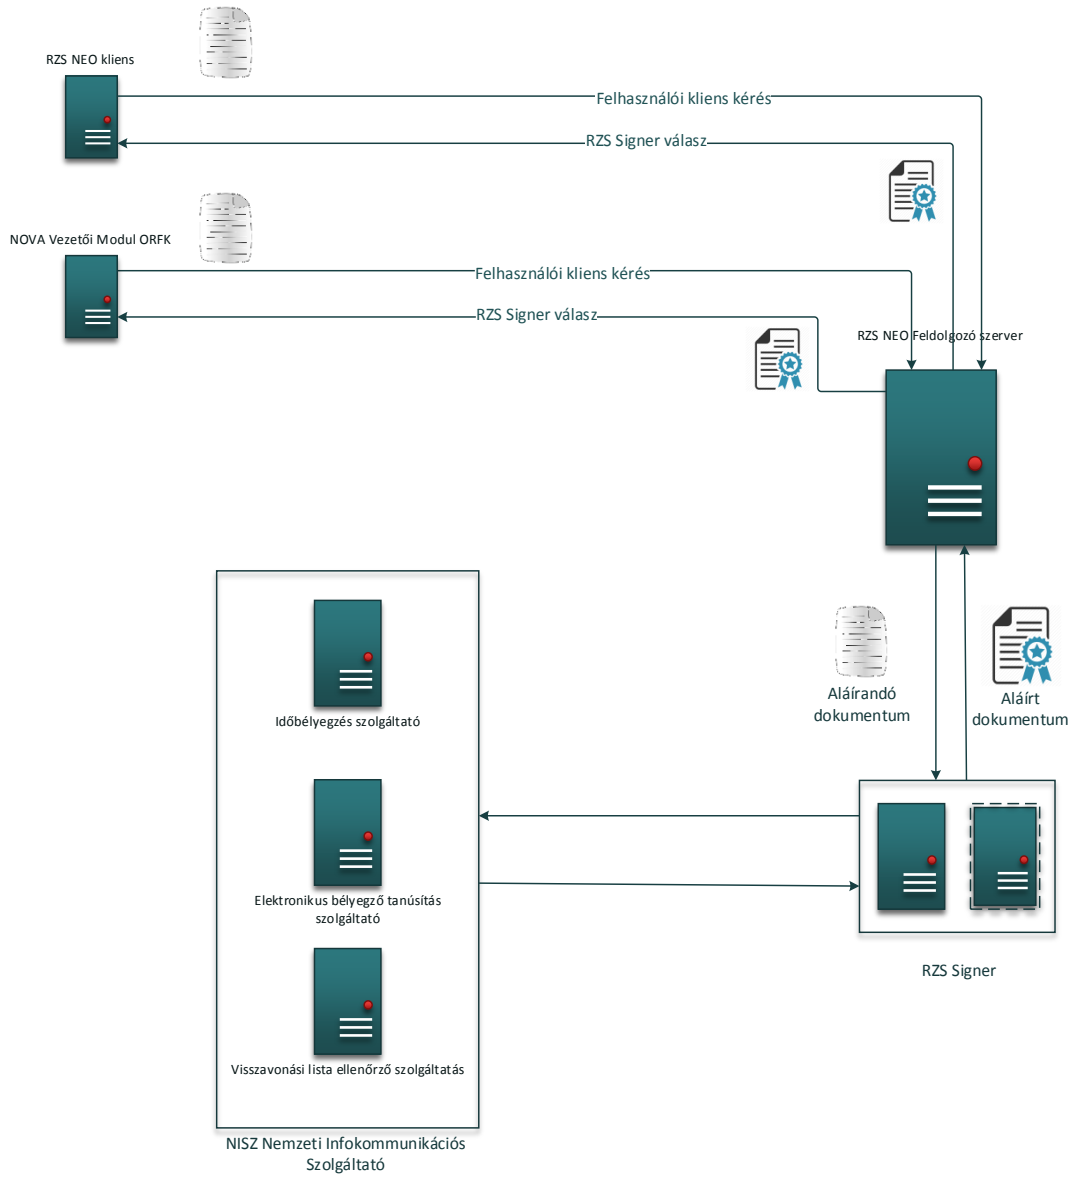 RZS NEO kliens
Felhasználói kliens kérés
RZS Signer válasz
NOVA Vezetői Modul ORFK
Felhasználói kliens kérés
RZS Signer válasz
RZS NEO Feldolgozó szerver
Aláírandó
dokumentum
Aláírt
dokumentum
Időbélyegzés szolgáltató
Elektronikus bélyegző tanúsítás
szolgáltató
RZS Signer
Visszavonási lista ellenőrző szolgáltatás
NISZ Nemzeti Infokommunikációs
Szolgáltató